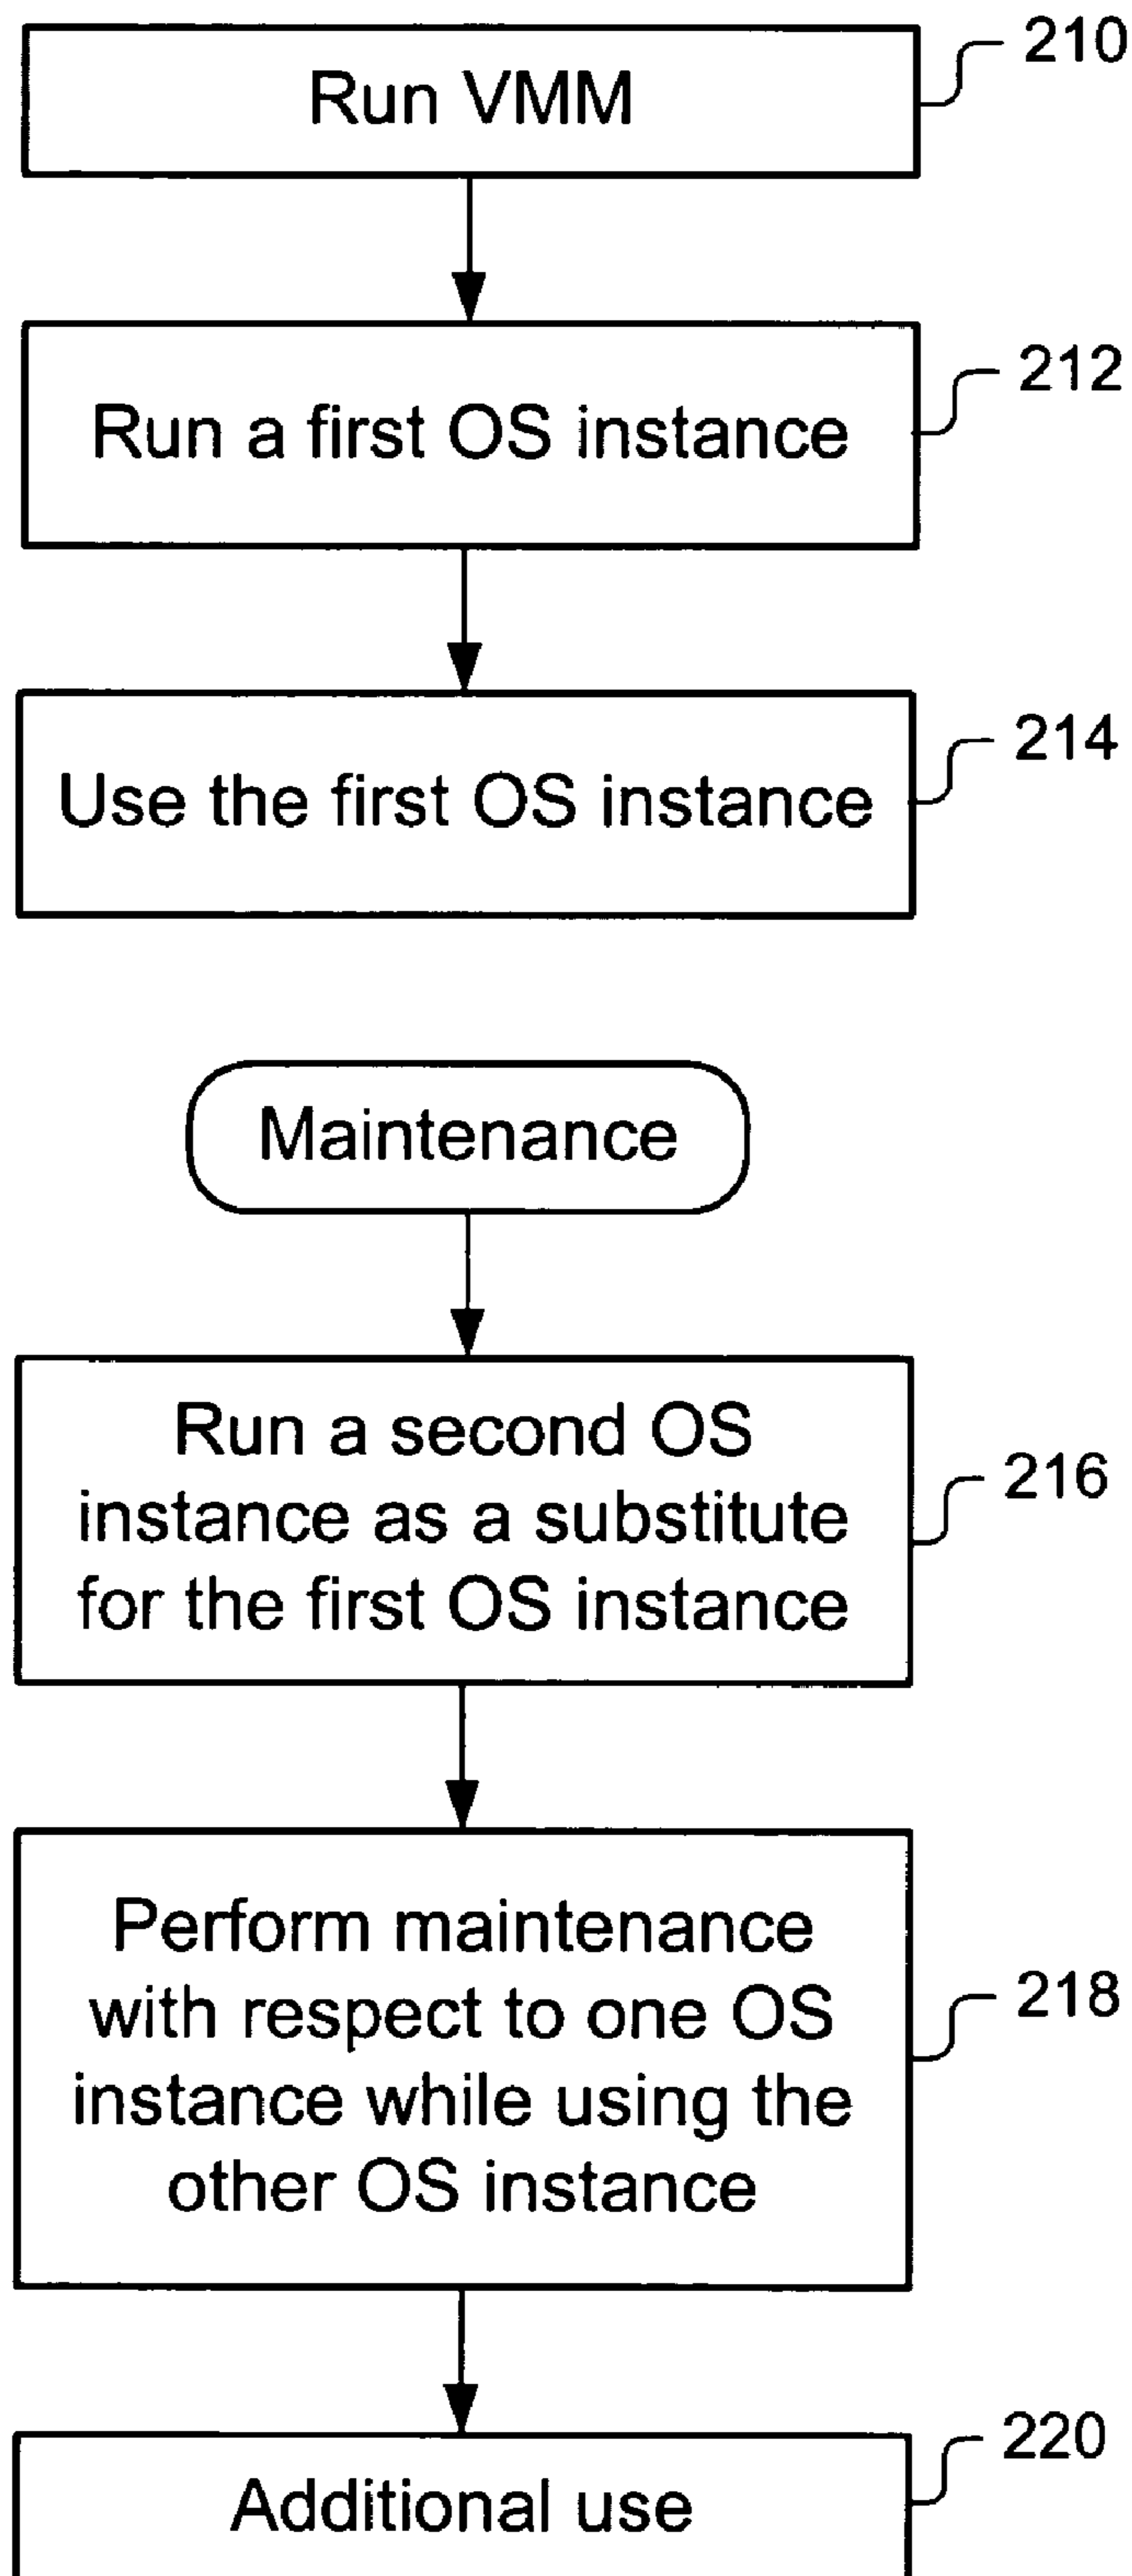 Run VMM
210
Run a first OS instance
212
Use the first OS instance
214
Maintenance
Run a second OS
instance as a substitute
for the first OS instance
216
Perform maintenance
with respect to one OS
instance while using the
other OS instance
218
Additional use
220